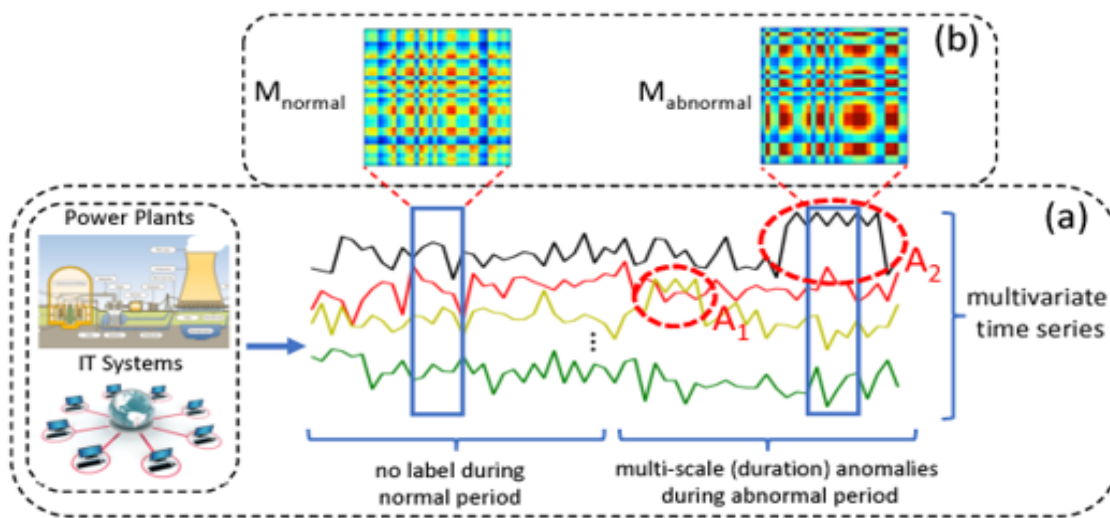 (b)
M_normal
M_abnormal
(a)
Power Plants
IT Systems
A_2
A_1
multivariate
time series
no label during
normal period
multi-scale (duration) anomalies
during abnormal period